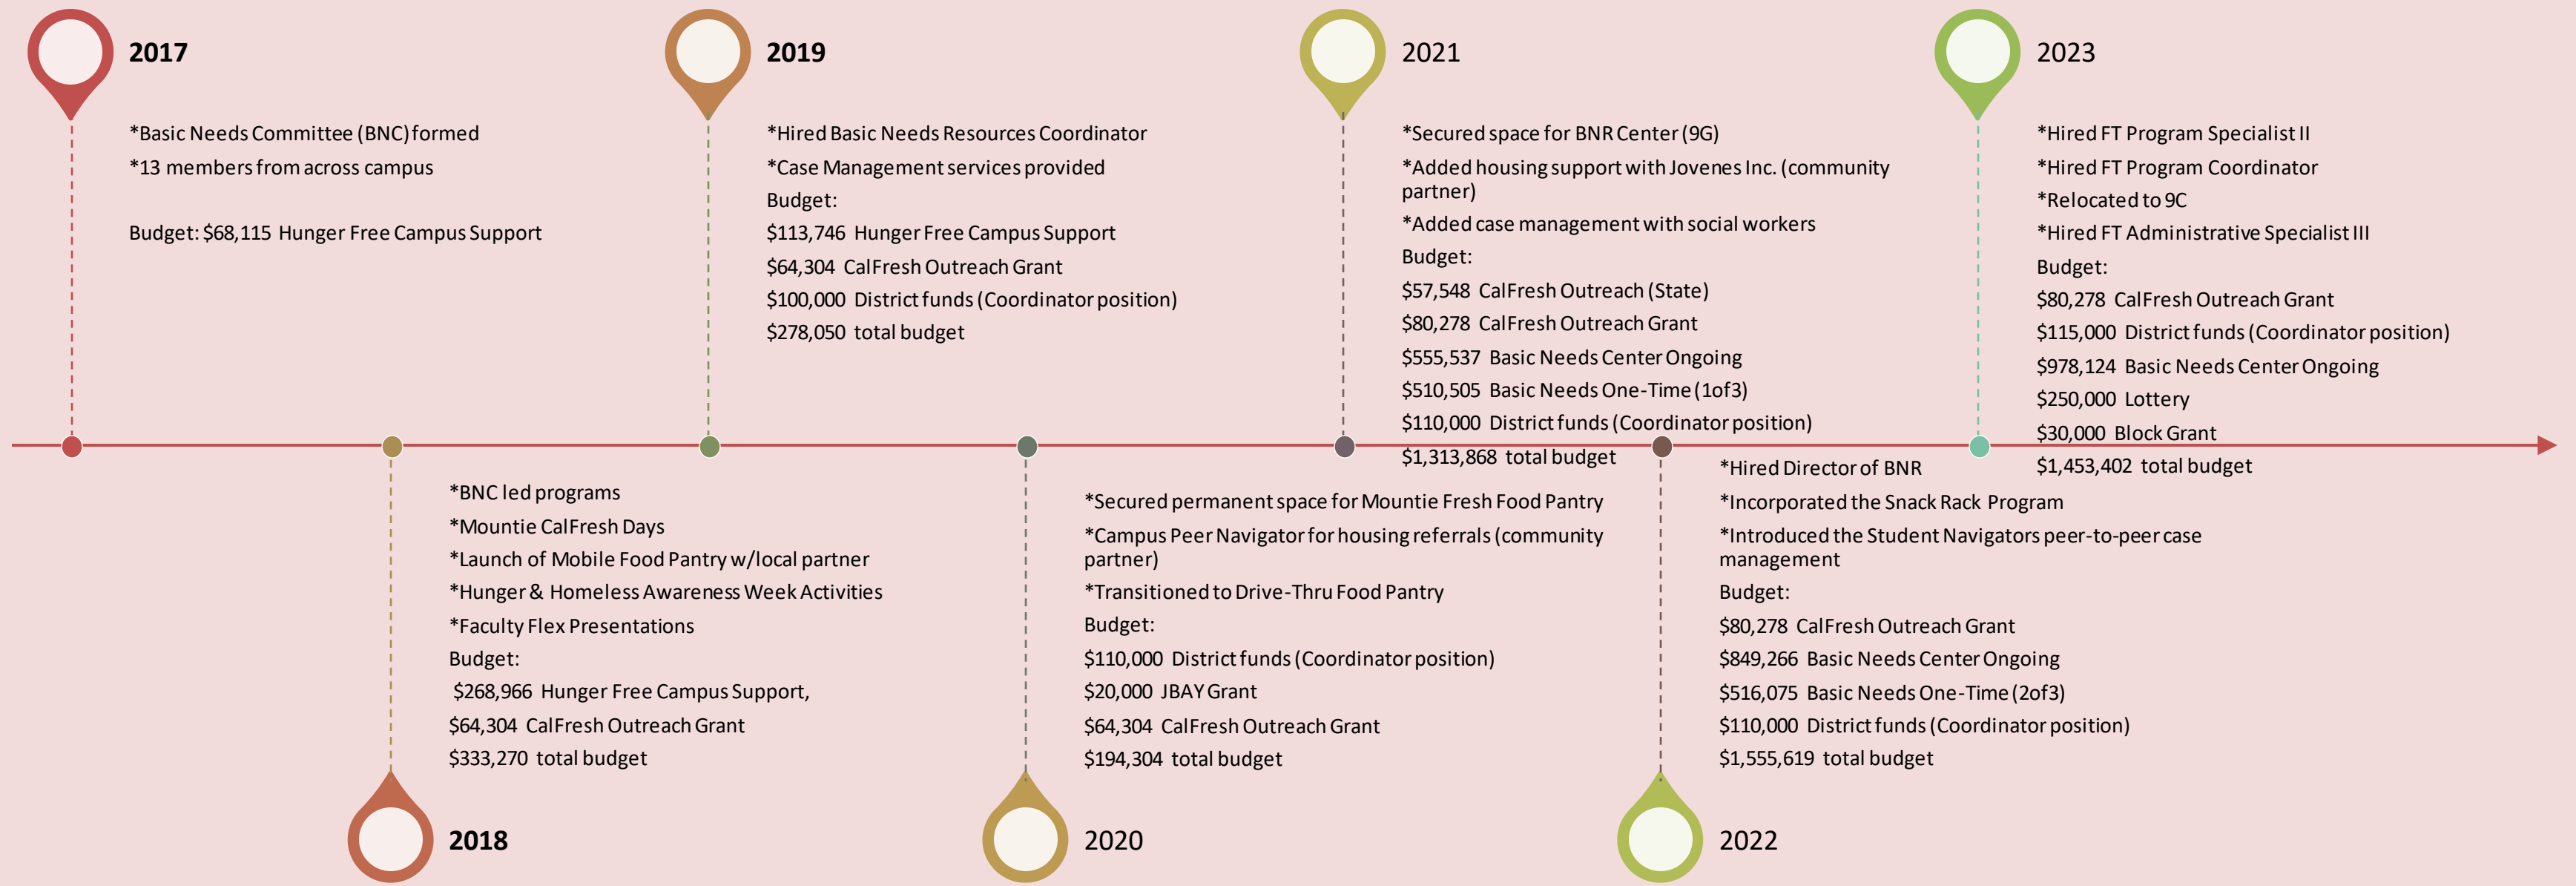 2017
*Basic Needs Committee (BNC) formed
*13 members from across campus
Budget: $68,115 Hunger Free Campus Support
2018
*BNC led programs
*Mountie CalFresh Days
*Launch of Mobile Food Pantry w/local partner
*Hunger & Homeless Awareness Week Activities
*Faculty Flex Presentations
Budget:
$268,966 Hunger Free Campus Support,
$64,304 CalFresh Outreach Grant
$333,270 total budget
2019
*Hired Basic Needs Resources Coordinator
*Case Management services provided
Budget:
$113,746 Hunger Free Campus Support
$64,304 CalFresh Outreach Grant
$100,000 District funds (Coordinator position)
$278,050 total budget
2020
*Secured permanent space for Mountie Fresh Food Pantry
*Campus Peer Navigator for housing referrals (community
partner)
*Transitioned to Drive-Thru Food Pantry
Budget:
$110,000 District funds (Coordinator position)
$20,000 JBAY Grant
$64,304 CalFresh Outreach Grant
$194,304 total budget
2021
*Secured space for BNR Center (9G)
*Added housing support with Jovenes Inc. (community
partner)
*Added case management with social workers
Budget:
$57,548 CalFresh Outreach (State)
$80,278 CalFresh Outreach Grant
$555,537 Basic Needs Center Ongoing
$510,505 Basic Needs One-Time (1of3)
$110,000 District funds (Coordinator position)
$1,313,868 total budget
2022
*Hired Director of BNR
*Incorporated the Snack Rack Program
*Introduced the Student Navigators peer-to-peer case
management
Budget:
$80,278 CalFresh Outreach Grant
$849,266 Basic Needs Center Ongoing
$516,075 Basic Needs One-Time (2of3)
$110,000 District funds (Coordinator position)
$1,555,619 total budget
2023
*Hired FT Program Specialist II
*Hired FT Program Coordinator
*Relocated to 9C
*Hired FT Administrative Specialist III
Budget:
$80,278 CalFresh Outreach Grant
$115,000 District funds (Coordinator position)
$978,124 Basic Needs Center Ongoing
$250,000 Lottery
$30,000 Block Grant
$1,453,402 total budget